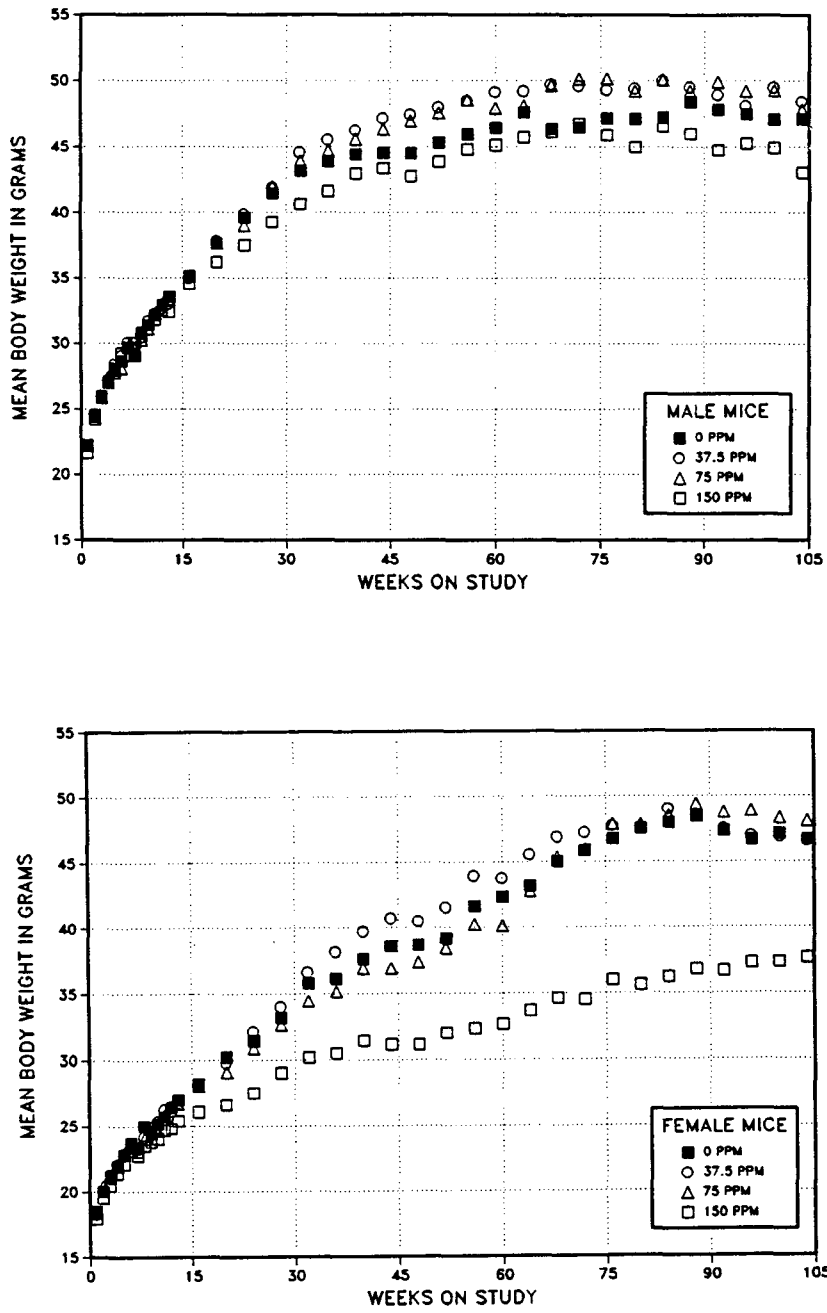 55
50
45
40
35
30
25
20
15
MEAN BODY WEIGHT IN GRAMS
MALE MICE
0 PPM
37.5 PPM
75 PPM
150 PPM
0 15 30 45 60 75 90 105
WEEKS ON STUDY
55
50
45
40
35
30
25
20
15
MEAN BODY WEIGHT IN GRAMS
FEMALE MICE
0 PPM
37.5 PPM
75 PPM
150 PPM
0 15 30 45 60 75 90 105
WEEKS ON STUDY